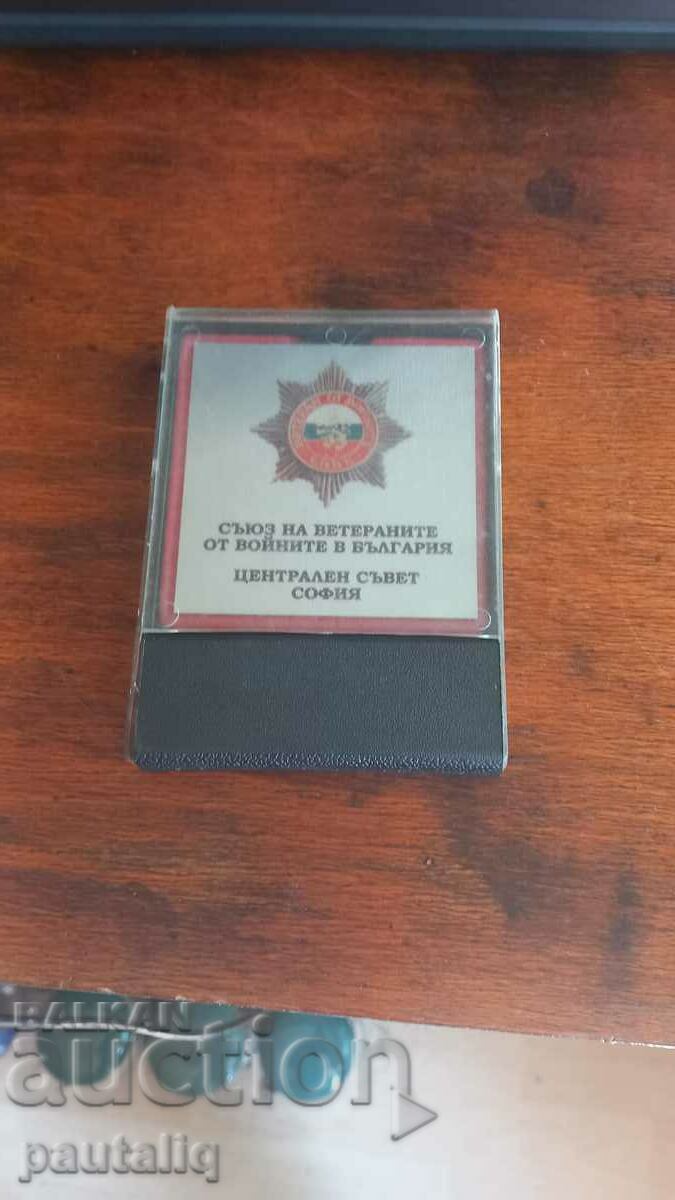 СЪЮЗ НА ВЕТЕРАНИТЕ
ОТ ВОЙНИТЕ В БЪЛГАРИЯ
ЦЕНТРАЛЕН СЪВЕТ
СОФИЯ
BALKAN
auction
pautaliq